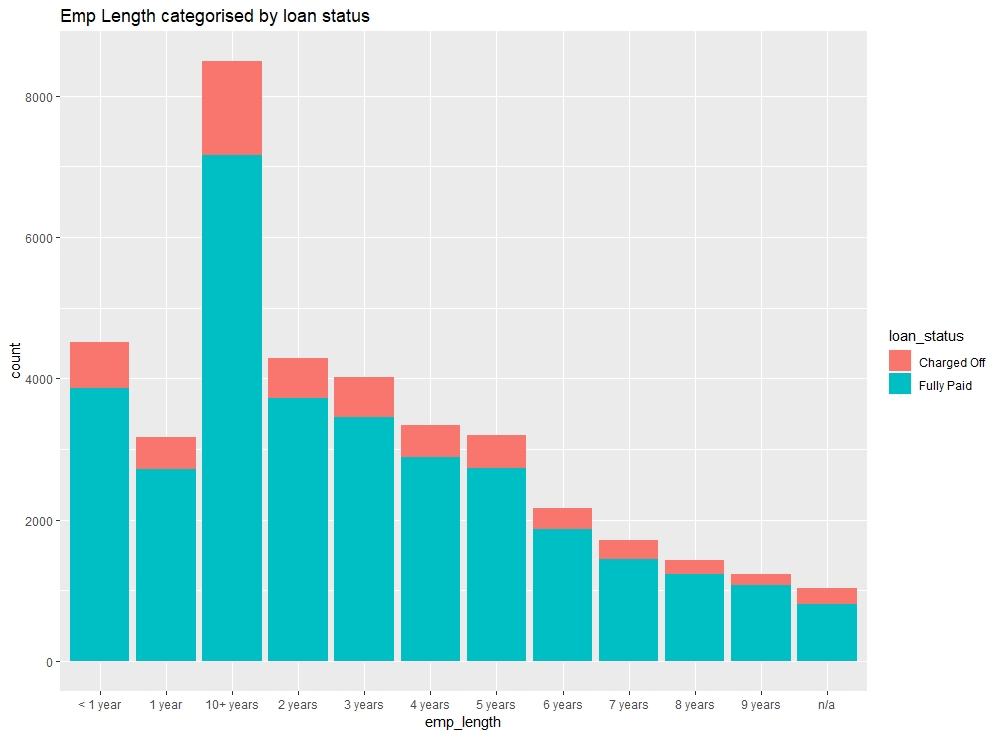 Emp Length categorised by loan status
8000
6000
4000
2000
0
count
< 1 year 1 year 10+ years 2 years 3 years 4 years 5 years 6 years 7 years 8 years 9 years n/a
emp_length
loan_status
Charged Off
Fully Paid